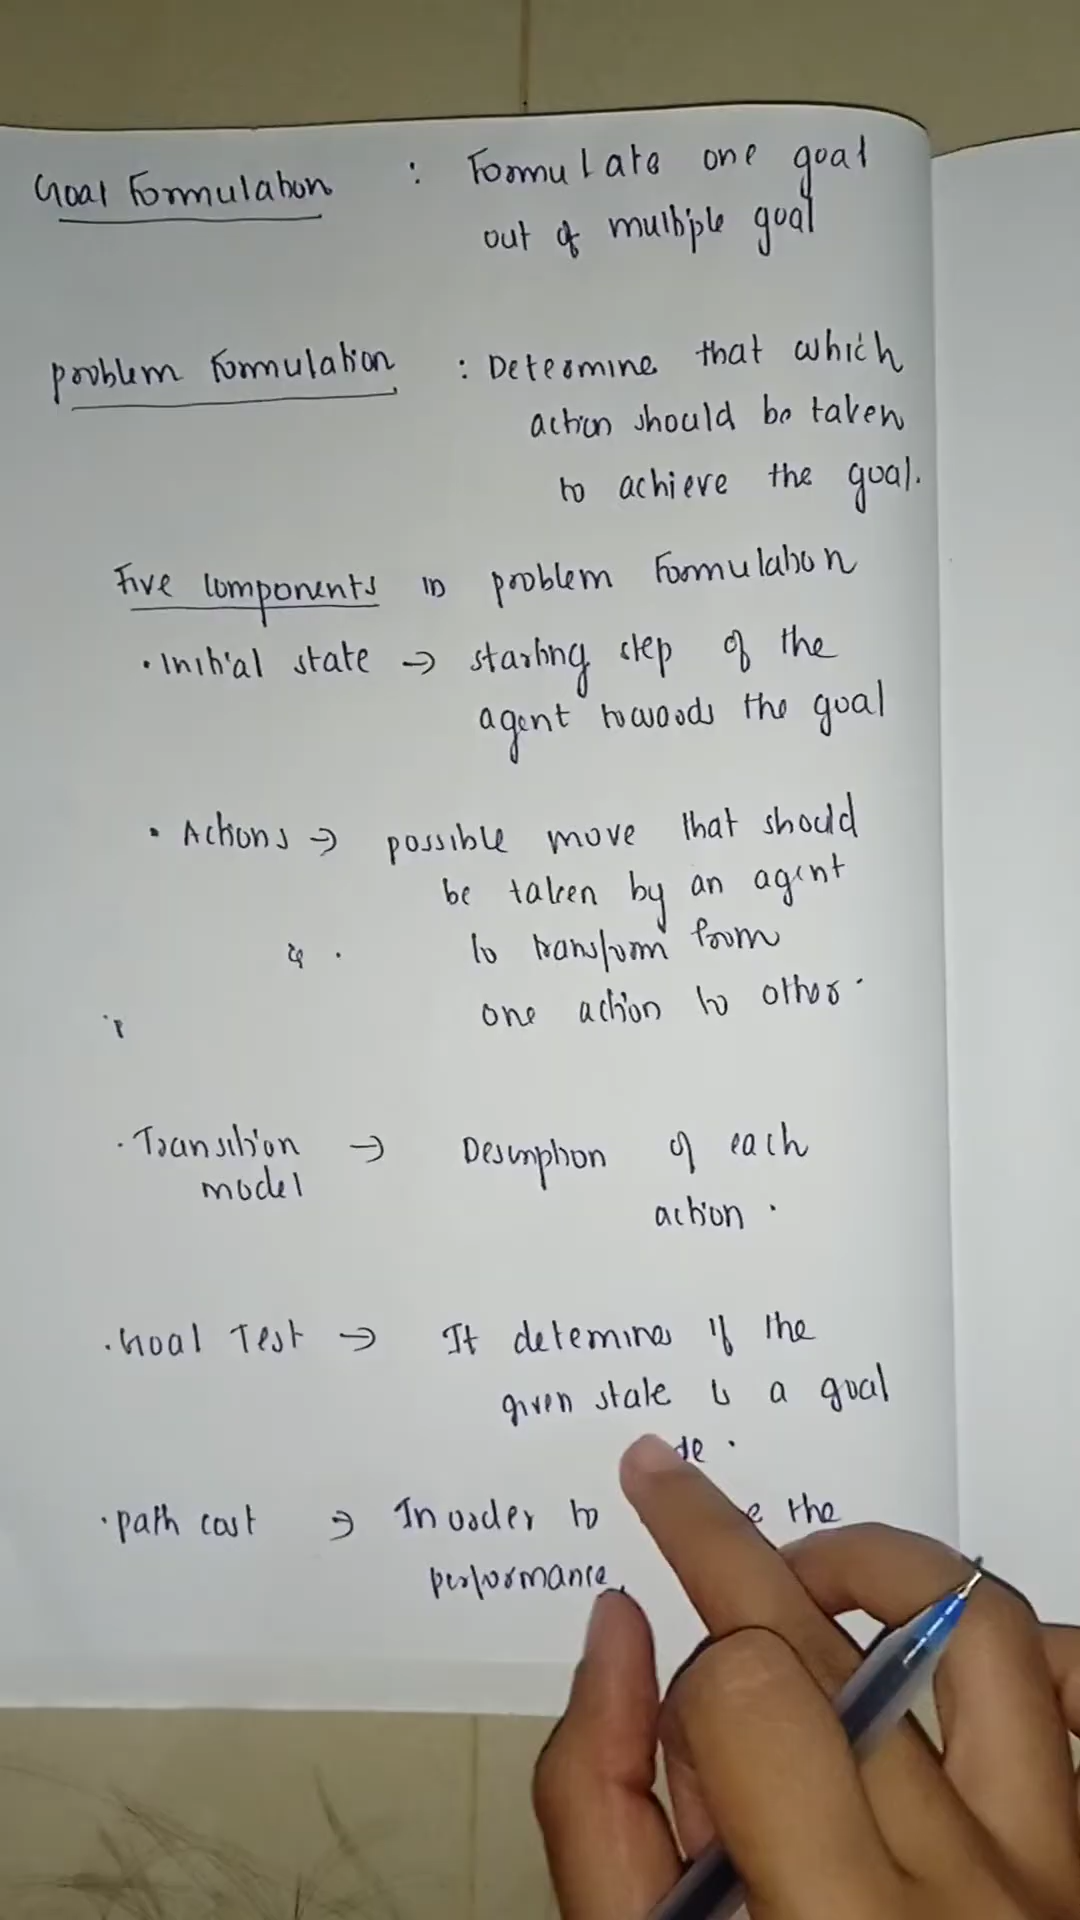 Goal Formulation : Formulate one goal
out of multiple goal
problem Formulation : Determine that which
action should be taken
to achieve the goal.
Five components in problem Formulation
• Initial state → starting step of the
agent towards the goal
• Actions → possible move that should
be taken by an agent
to transform from
one action to other.
• Transition → Description of each
model
action.
• Goal Test → It detemines if the
given state is a goal
• path cost → In order to the
performance